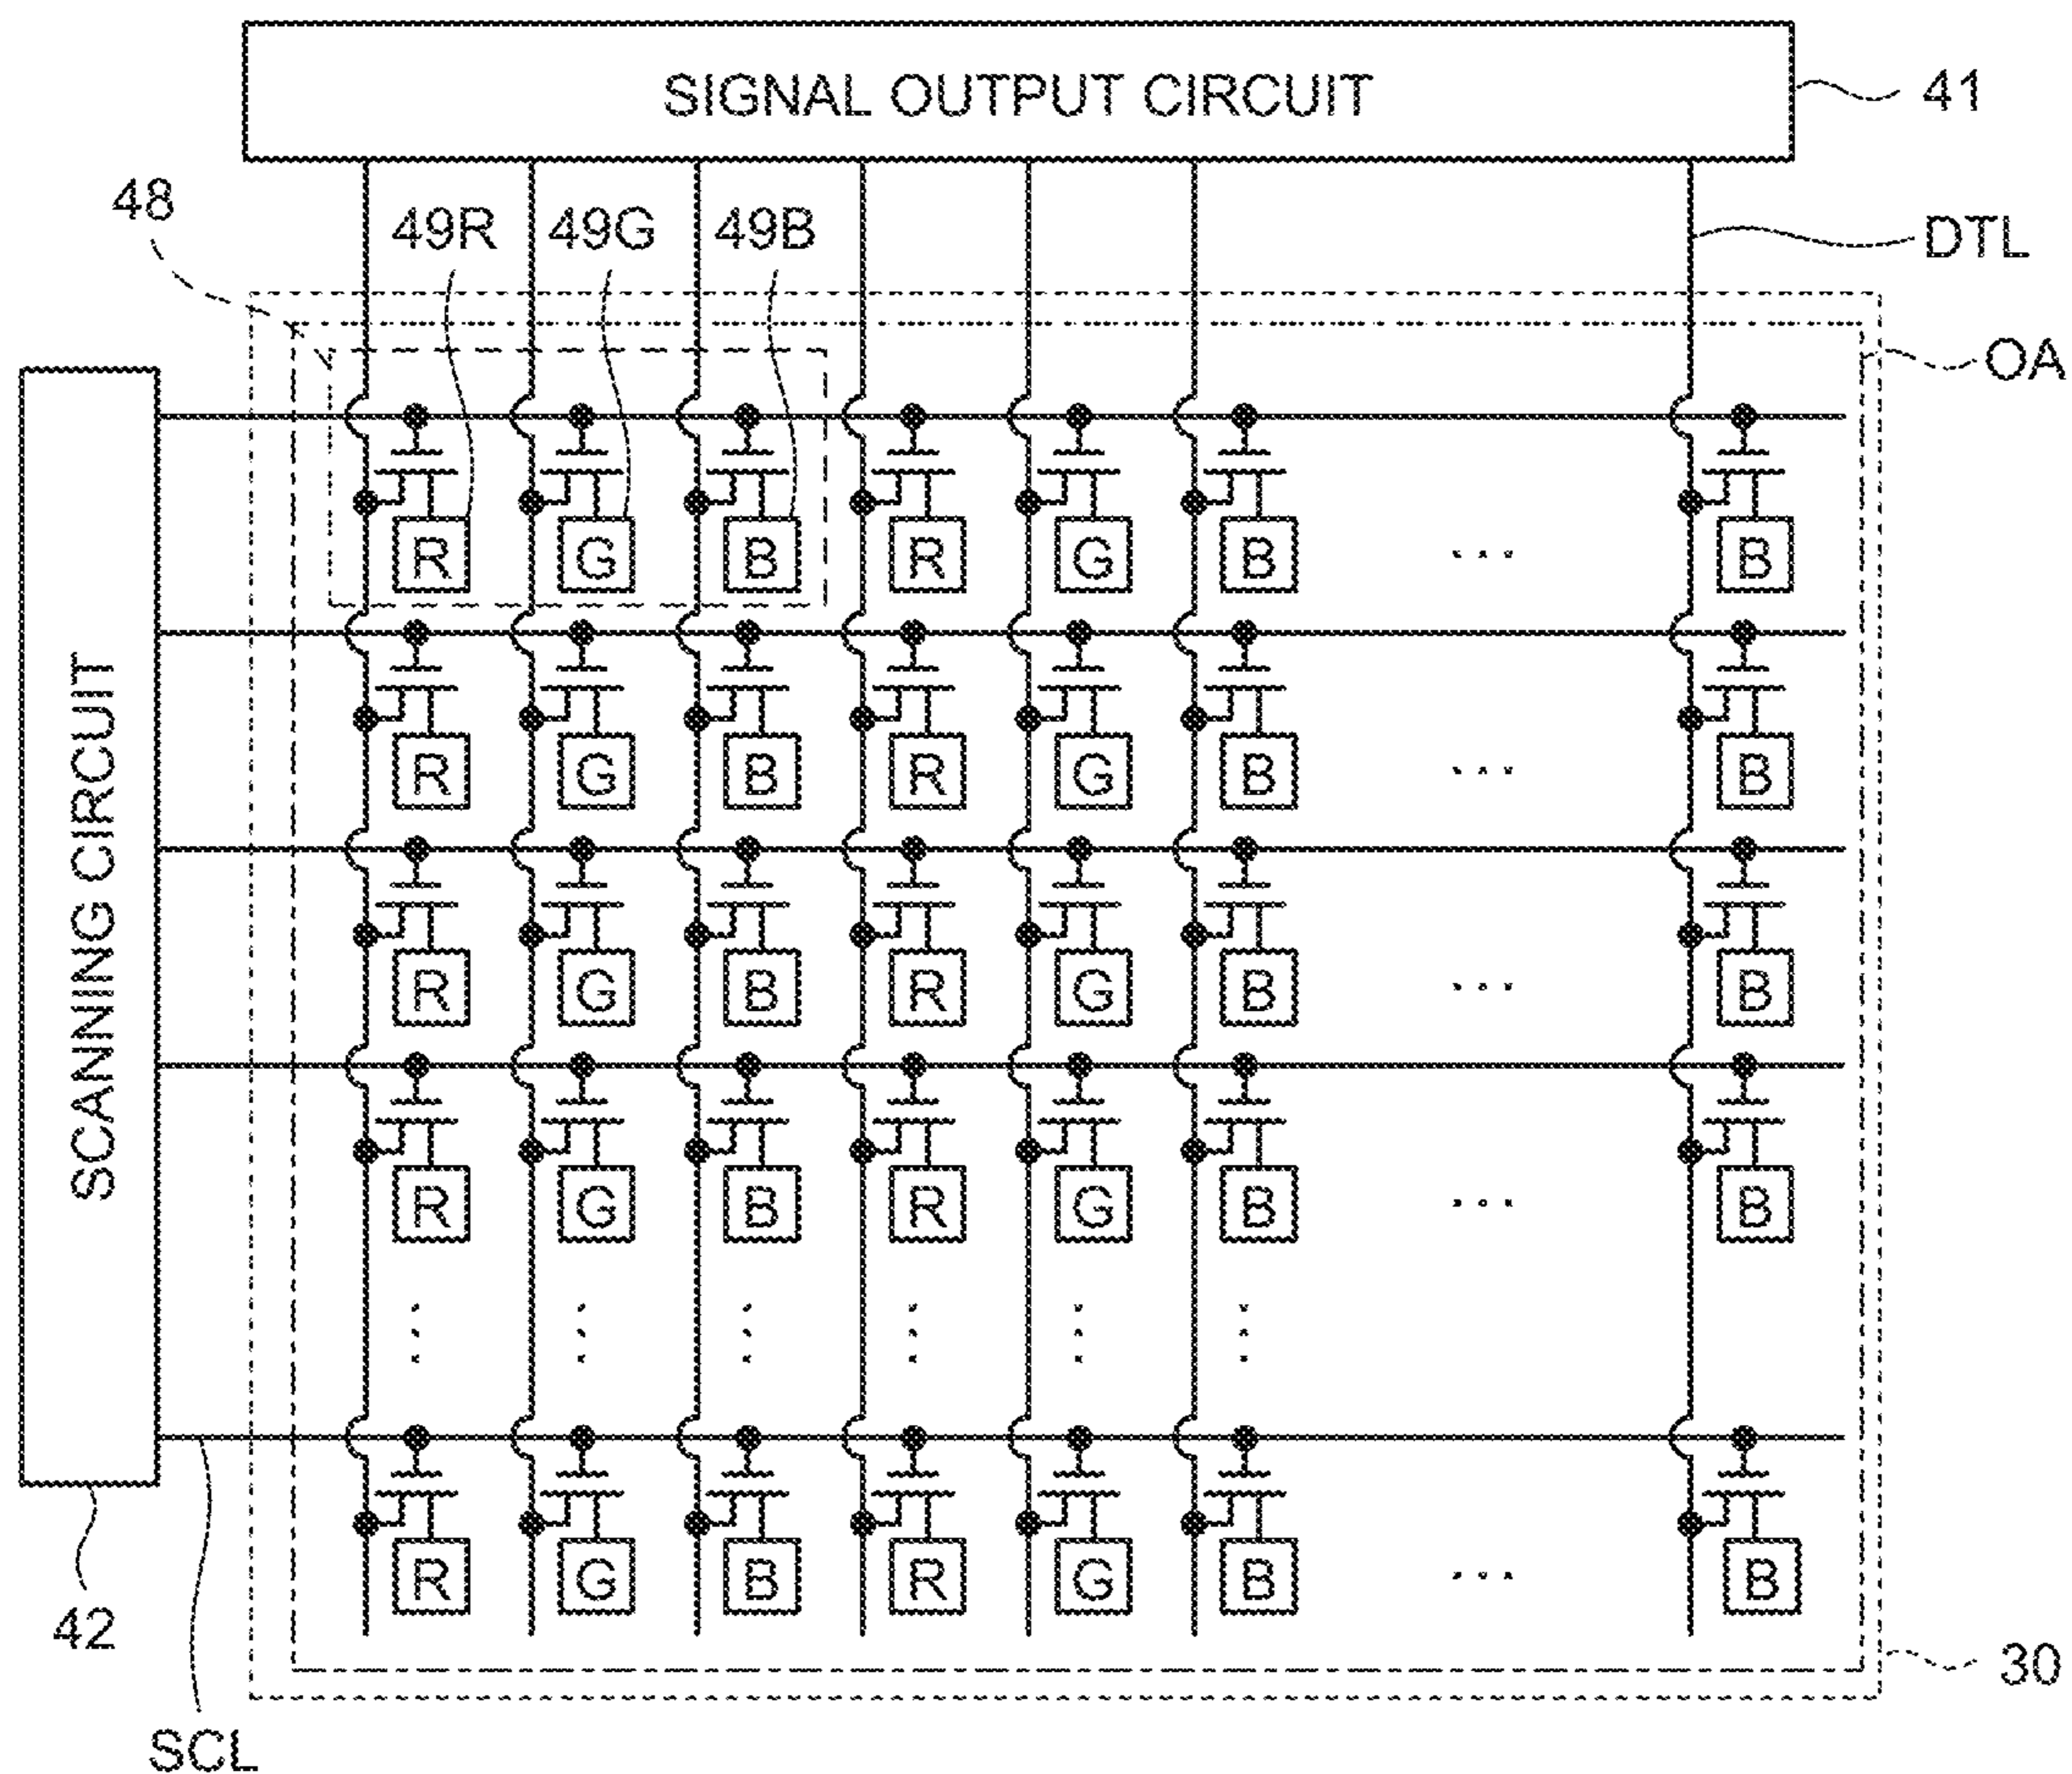 SIGNAL OUTPUT CIRCUIT
41
48
49R 49G 49B
DTL
OA
SCANNING CIRCUIT
R G B R G B ... B
R G B R G B ... B
R G B R G B ... B
R G B R G B ... B
R G B R G B ... B
42
30
SCL